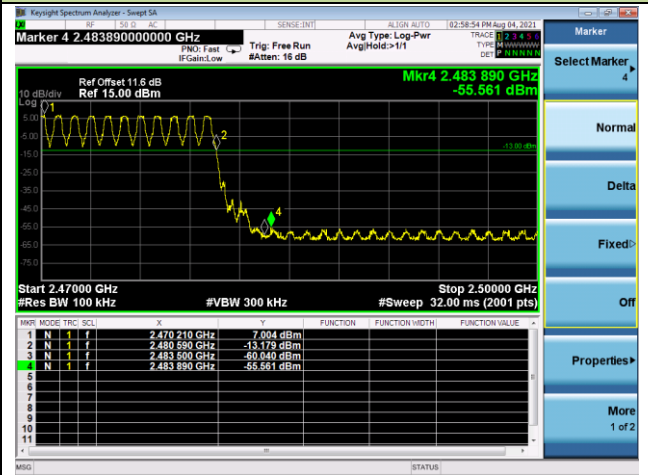 Keysight Spectrum Analyzer - Swept SA
RF 50 Ω AC SENSE:INT ALIGN AUTO 02:58:54 PM Aug 04, 2021
Marker 4 2.483890000000 GHz
PNO: Fast
IFGain:Low
Trig: Free Run
#Atten: 16 dB
Avg Type: Log-Pwr
Avg|Hold:>1/1
TRACE 1 2 3 4 5 6
TYPE M WWWWW
DET P N N N N N
Ref Offset 11.6 dB
10 dB/div Ref 15.00 dBm
Log
Mkr4 2.483 890 GHz
-55.561 dBm
1
5.00
2
-5.00
-13.00 dBm
-15.0
-25.0
-35.0
-45.0
4
-55.0
-65.0
-75.0
Start 2.47000 GHz Stop 2.50000 GHz
#Res BW 100 kHz #VBW 300 kHz #Sweep 32.00 ms (2001 pts)
MKR MODE TRC SCL X Y FUNCTION FUNCTION WIDTH FUNCTION VALUE
1 N 1 f 2.470 210 GHz 7.004 dBm
2 N 1 f 2.480 590 GHz -13.179 dBm
3 N 1 f 2.483 500 GHz -60.040 dBm
4 N 1 f 2.483 890 GHz -55.561 dBm
5
6
7
8
9
10
11
MSG STATUS
Marker
Select Marker
4
Normal
Delta
Fixed
Off
Properties
More
1 of 2